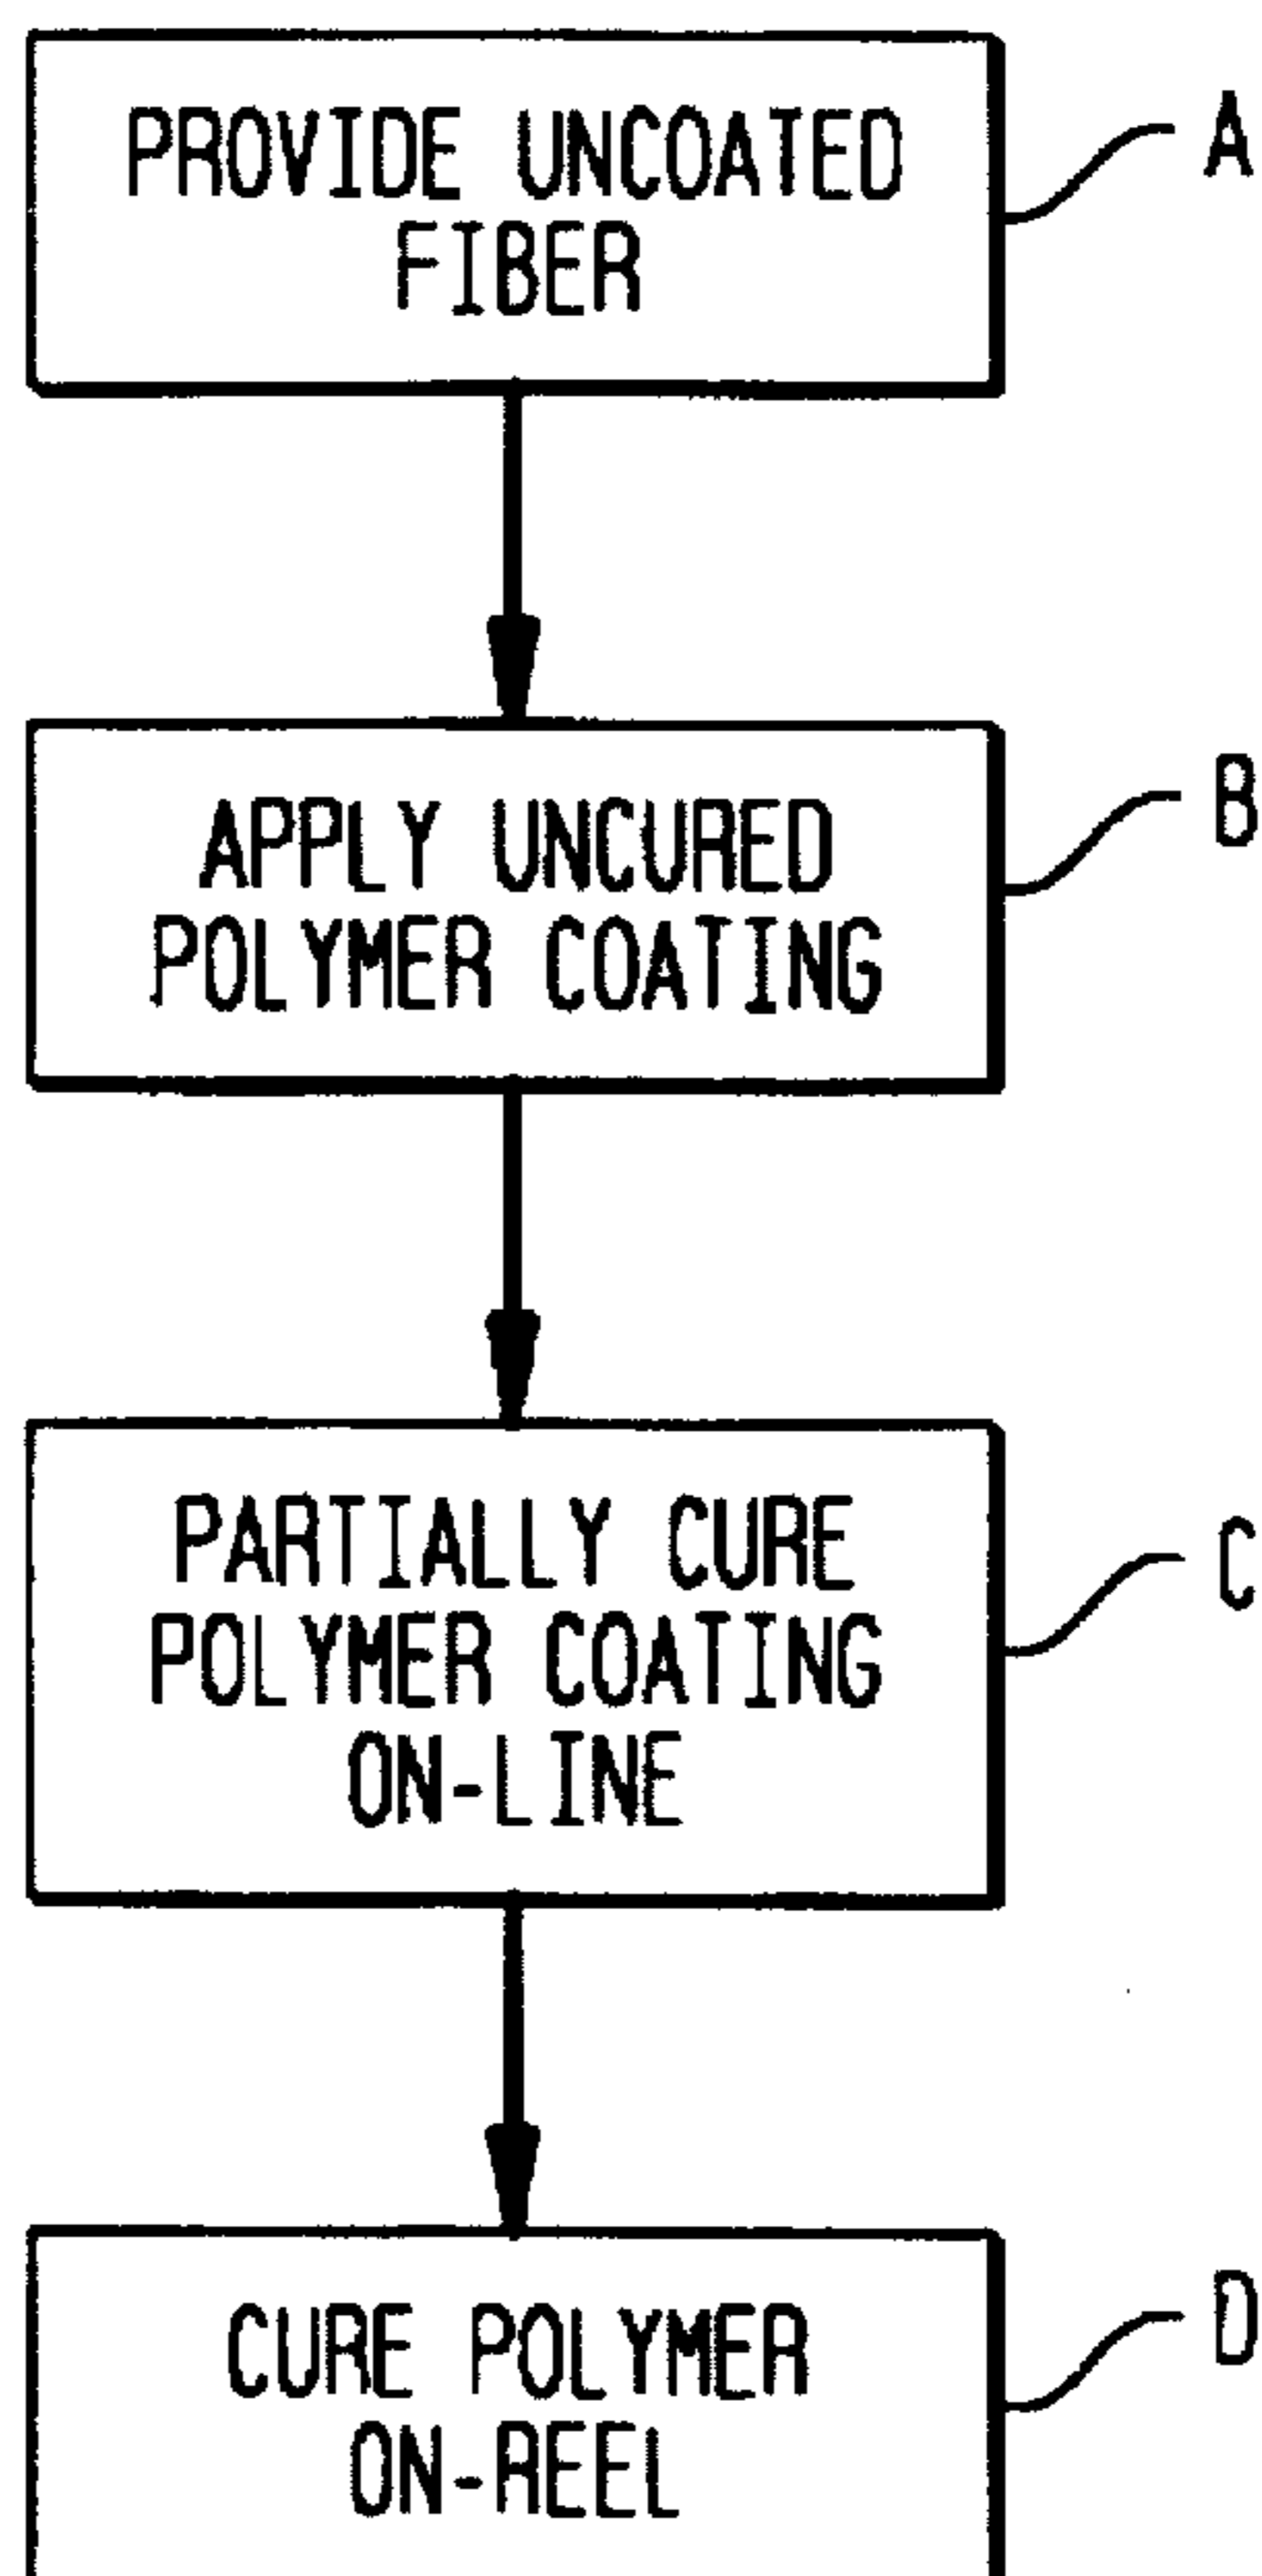 PROVIDE UNCOATED
FIBER
A
APPLY UNCURED
POLYMER COATING
B
PARTIALLY CURE
POLYMER COATING
ON-LINE
C
CURE POLYMER
ON-REEL
D